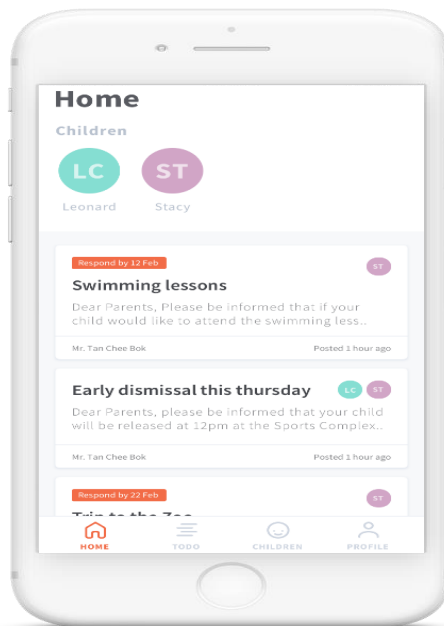 Home
Children
LC ST
Leonard Stacy
Respond by 12 Feb
ST
Swimming lessons
Dear Parents, Please be informed that if your
child would like to attend the swimming less..
Mr. Tan Chee Bok Posted 1 hour ago
Early dismissal this thursday LC ST
Dear Parents, please be informed that your child
will be released at 12pm at the Sports Complex..
Mr. Tan Chee Bok Posted 1 hour ago
Respond by 22 Feb
ST
Trip to the Zoo
HOME TODO CHILDREN PROFILE